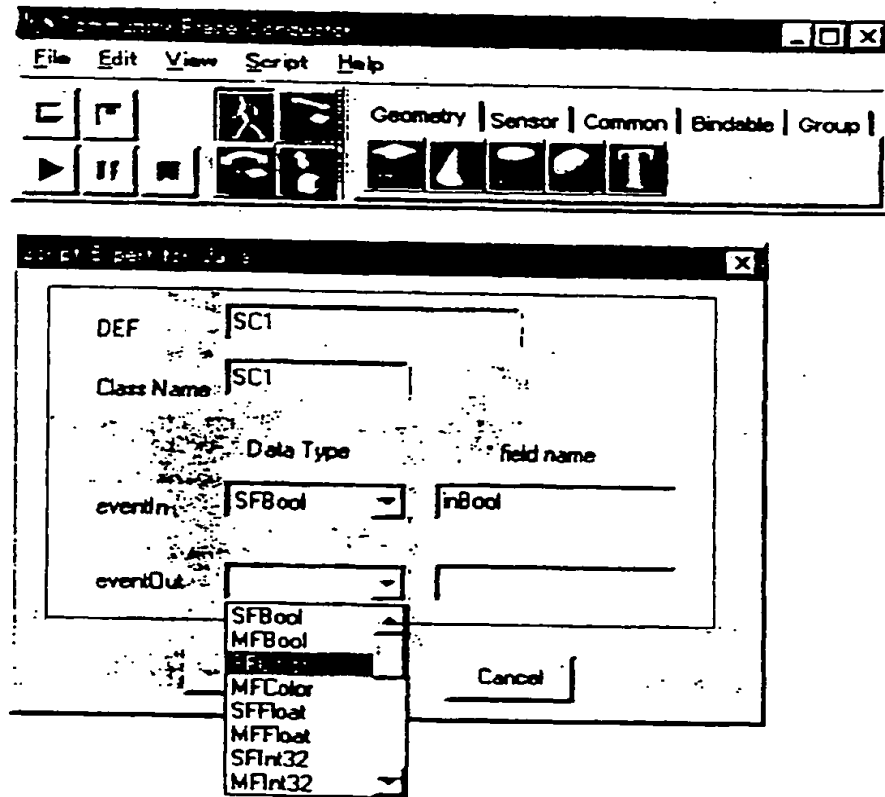 File Edit View Script Help
Geometry Sensor Common Bindable Group
DEF SC1
Class Name SC1
Data Type field name
eventIn SFBool inBool
eventOut
SFBool
MFBool
MFColor
SFFloat
MFFloat
SFInt32
MFInt32
Cancel